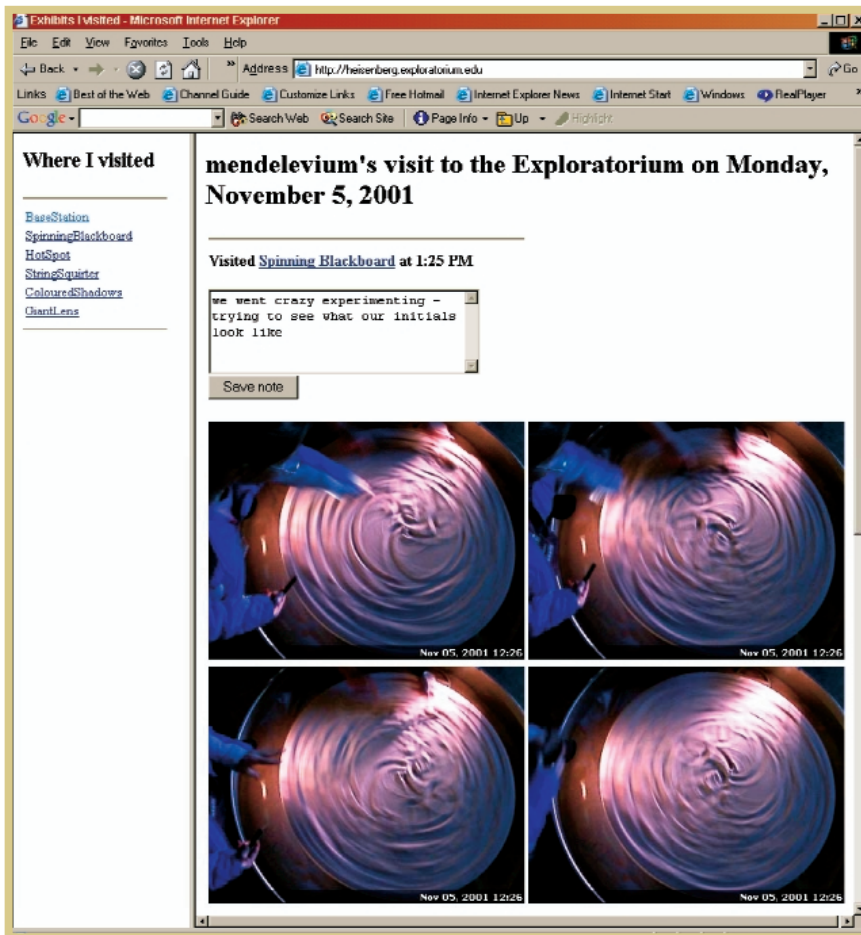 Exhibits I visited - Microsoft Internet Explorer
File Edit View Favorites Tools Help
Back » Address http://heisenberg.exploratorium.edu Go
Links Best of the Web Channel Guide Customize Links Free Hotmail Internet Explorer News Internet Start Windows RealPlayer »
Google Search Web Search Site Page Info Up Highlight
Where I visited
BaseStation
SpinningBlackboard
HotSpot
StringSquirter
ColouredShadows
GiantLens
mendelevium's visit to the Exploratorium on Monday,
November 5, 2001
Visited Spinning Blackboard at 1:25 PM
we went crazy experimenting -
trying to see what our initials
look like
Save note
Nov 05, 2001 12:26
Nov 05, 2001 12:26
Nov 05, 2001 12:26
Nov 05, 2001 12:26